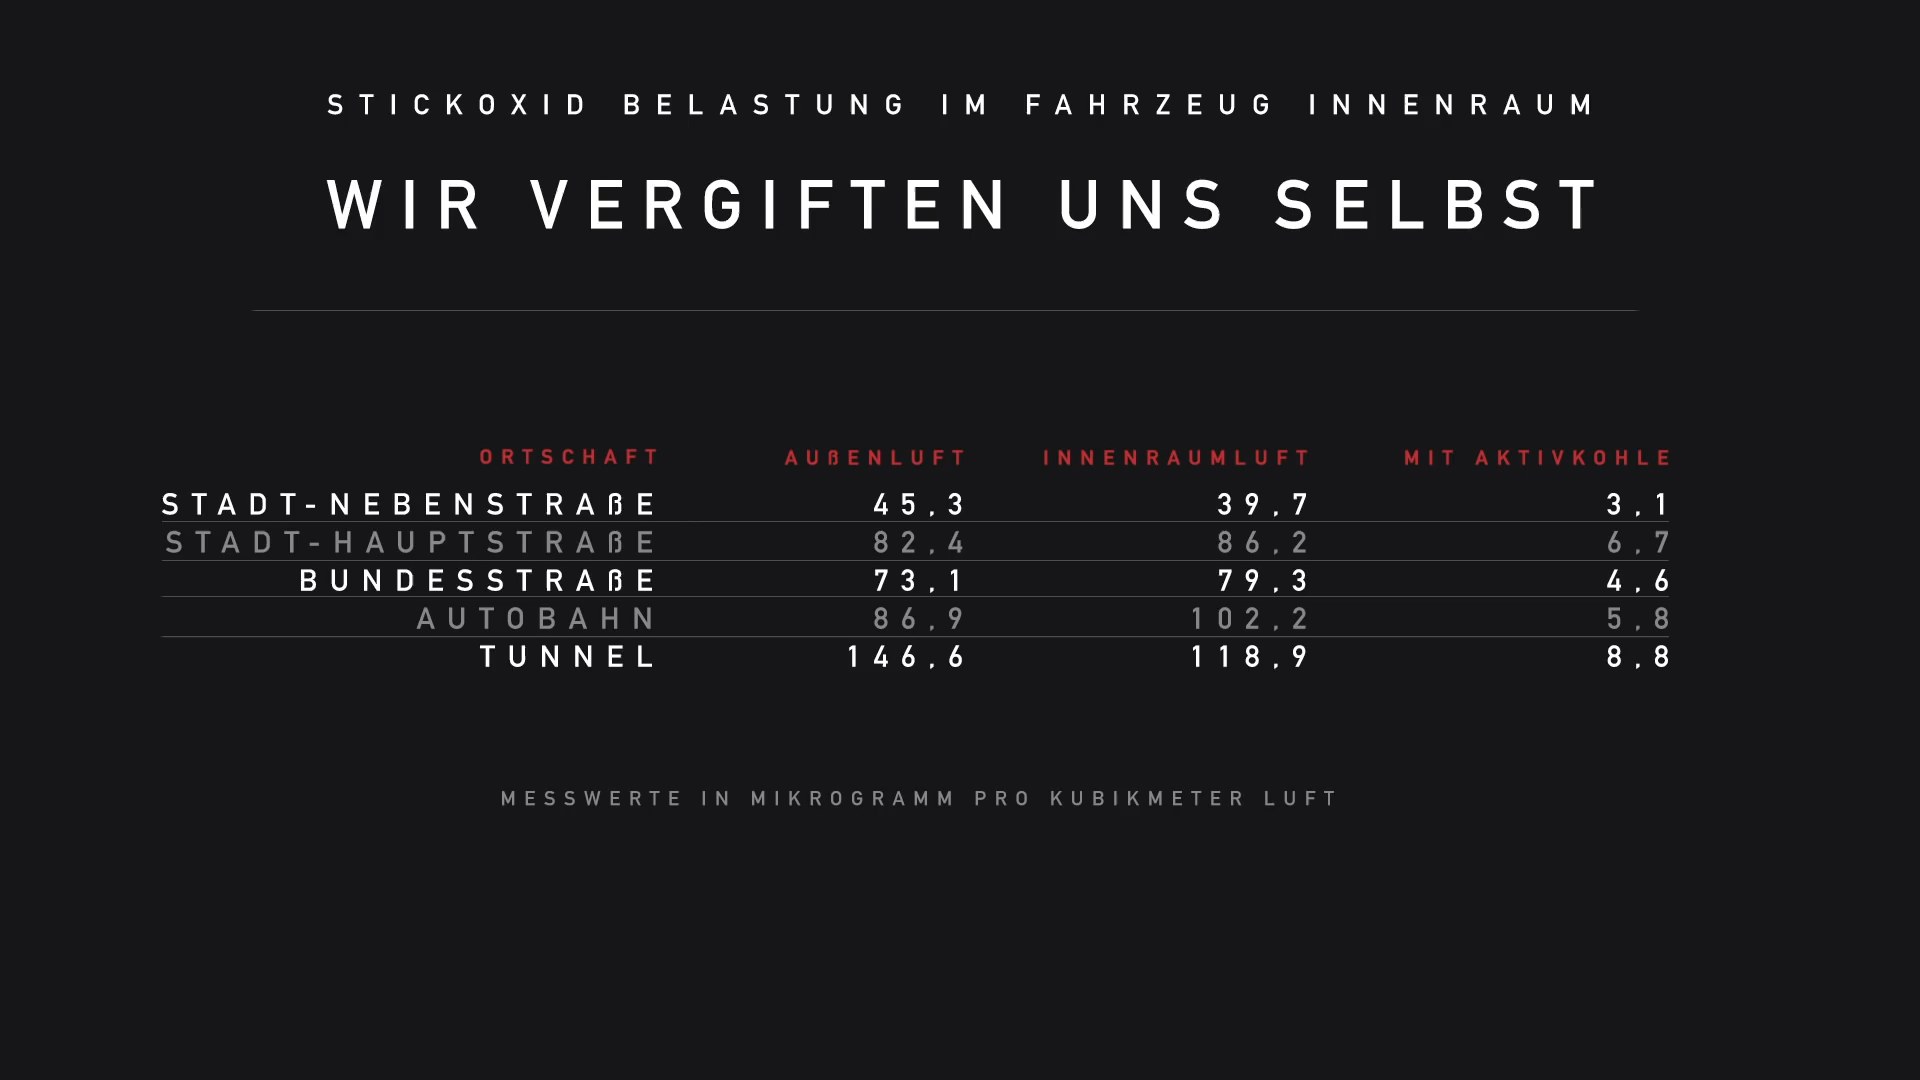 STICKOXID BELASTUNG IM FAHRZEUG INNENRAUM
WIR VERGIFTEN UNS SELBST
ORTSCHAFT AUßENLUFT INNENRAUMLUFT MIT AKTIVKOHLE
STADT-NEBENSTRAßE 45,3 39,7 3,1
STADT-HAUPTSTRAßE 82,4 86,2 6,7
BUNDESSTRAßE 73,1 79,3 4,6
AUTOBAHN 86,9 102,2 5,8
TUNNEL 146,6 118,9 8,8
MESSWERTE IN MIKROGRAMM PRO KUBIKMETER LUFT